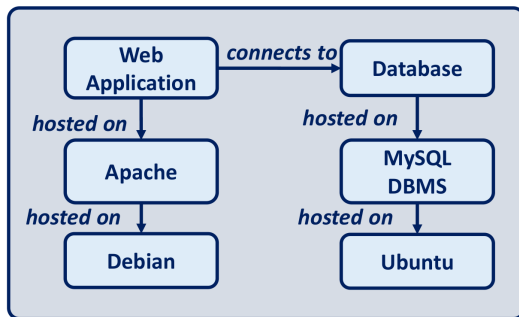 Web
Application
connects to
Database
hosted on
hosted on
Apache
MySQL
DBMS
hosted on
hosted on
Debian
Ubuntu